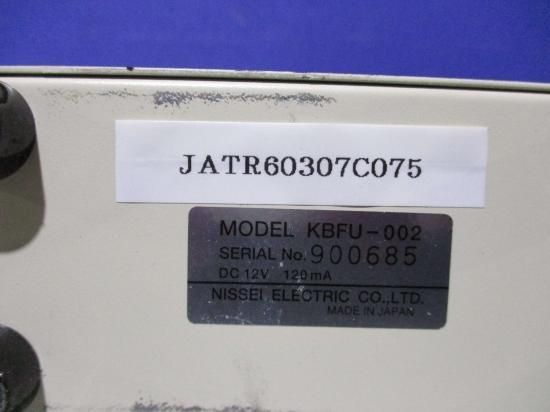 JATR60307C075
MODEL KBFU-002
SERIAL No. 900685
DC 12V 120mA
NISSEI ELECTRIC CO.,LTD.
MADE IN JAPAN